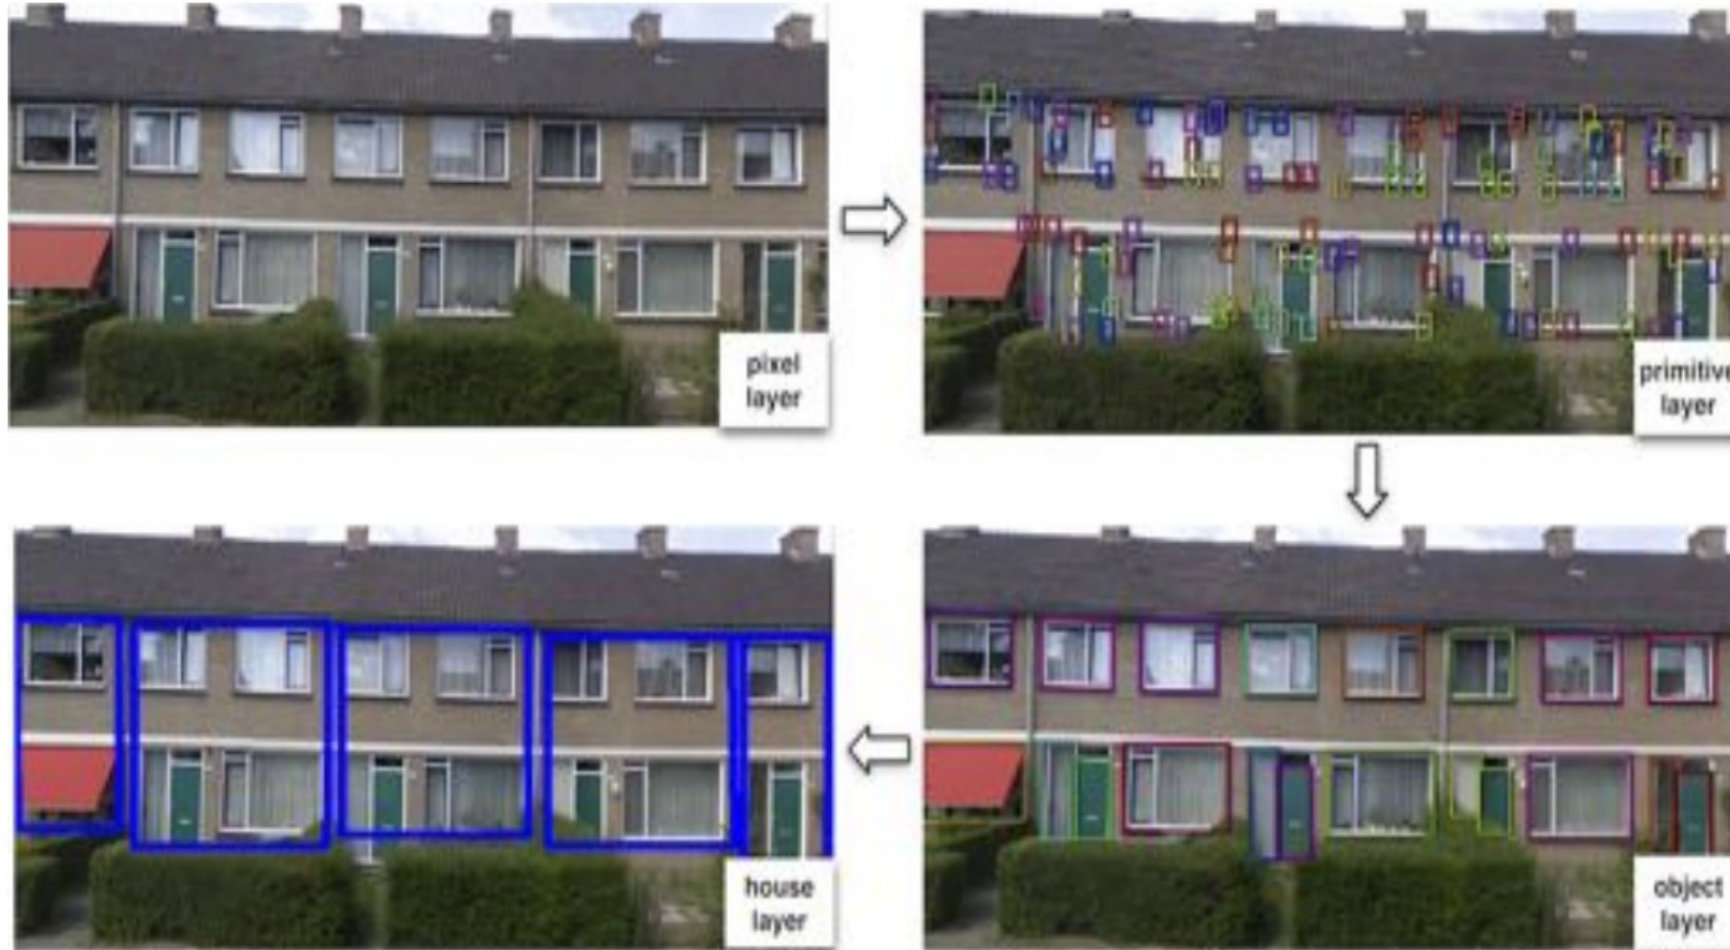 pixel
layer
primitive
layer
house
layer
object
layer